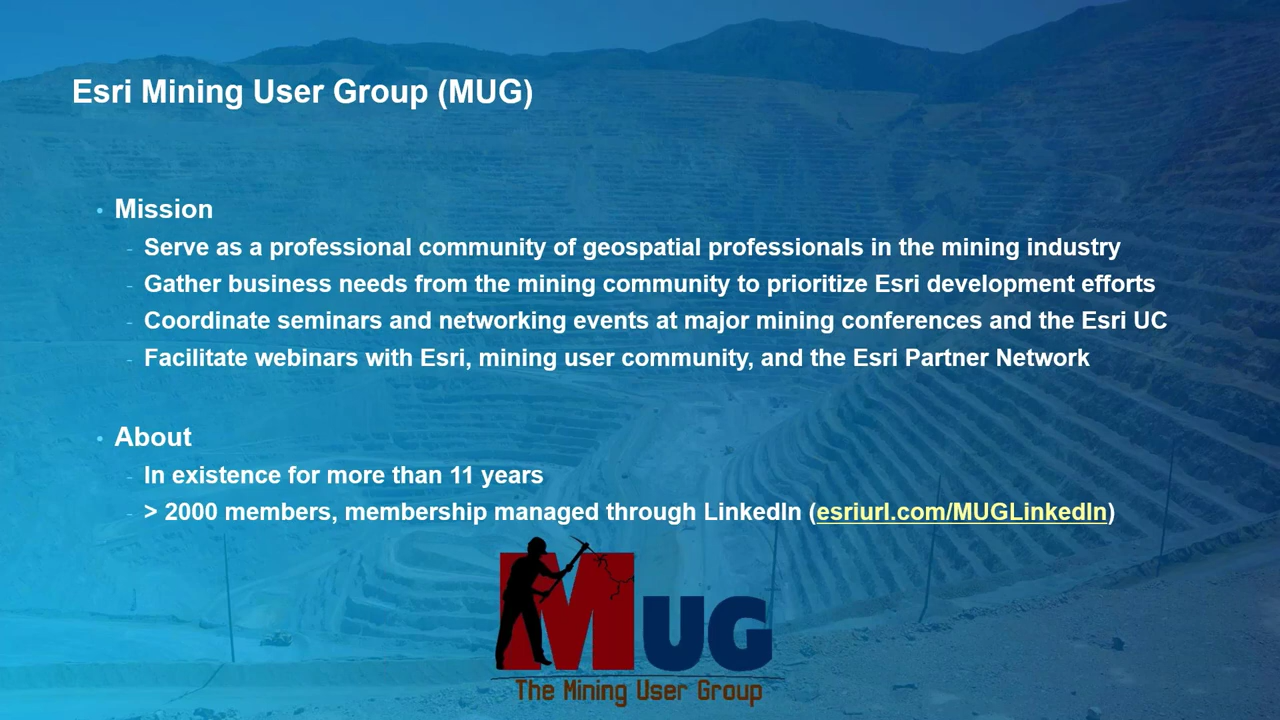 Esri Mining User Group (MUG)
• Mission
- Serve as a professional community of geospatial professionals in the mining industry
- Gather business needs from the mining community to prioritize Esri development efforts
- Coordinate seminars and networking events at major mining conferences and the Esri UC
- Facilitate webinars with Esri, mining user community, and the Esri Partner Network
• About
- In existence for more than 11 years
- > 2000 members, membership managed through LinkedIn (esriurl.com/MUGLinkedIn)
MUG
The Mining User Group